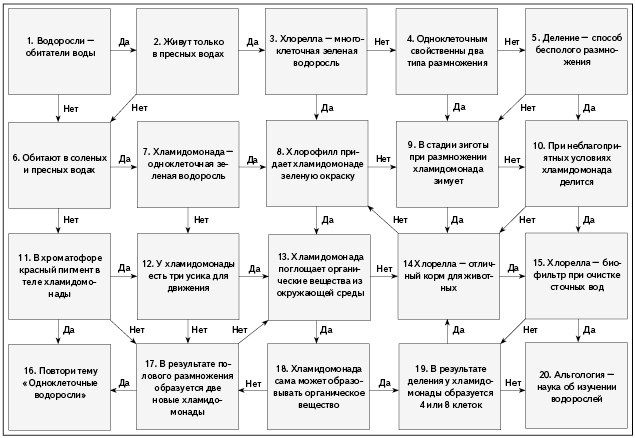 1. Водоросли —
обитатели воды
Да
2. Живут только
в пресных водах
Да
3. Хлорелла — много-
клеточная зеленая
водоросль
Нет
4. Одноклеточным
свойственны два
типа размножения
Нет
5. Деление — способ
бесполого размно-
жения
Нет
Нет
Да
Да
Нет
Да
6. Обитают в соленых
и пресных водах
Да
7. Хламидомонада —
одноклеточная зе-
леная водоросль
Да
8. Хлорофилл при-
дает хламидомонаде
зеленую окраску
Нет
9. В стадии зиготы
при размножении
хламидомонада
зимует
Нет
10. При неблагопри-
ятных условиях
хламидомонада
делится
Нет
Нет
Да
Нет
Да
Нет
Да
11. В хроматофоре
красный пигмент в
теле хламидомо-
нады
Да
12. У хламидомонады
есть три усика для
движения
Да
13. Хламидомонада
поглощает органи-
ческие вещества из
окружающей среды
Нет
14 Хлорелла — отлич-
ный корм для живот-
ных
Да
15. Хлорелла — био-
фильтр при очистке
сточных вод
Да
Нет
Нет
Нет
Да
Да
Нет
Да
16. Повтори тему
«Одноклеточные
водоросли»
Да
17. В результате по-
лового размножения
образуется две
новые хламидо-
монады
Нет
18. Хламидомонада
сама может образо-
вывать органическое
вещество
Да
19. В результате
деления у хламидо-
монады образуется
4 или 8 клеток
Нет
20. Альгология —
наука об изучении
водорослей